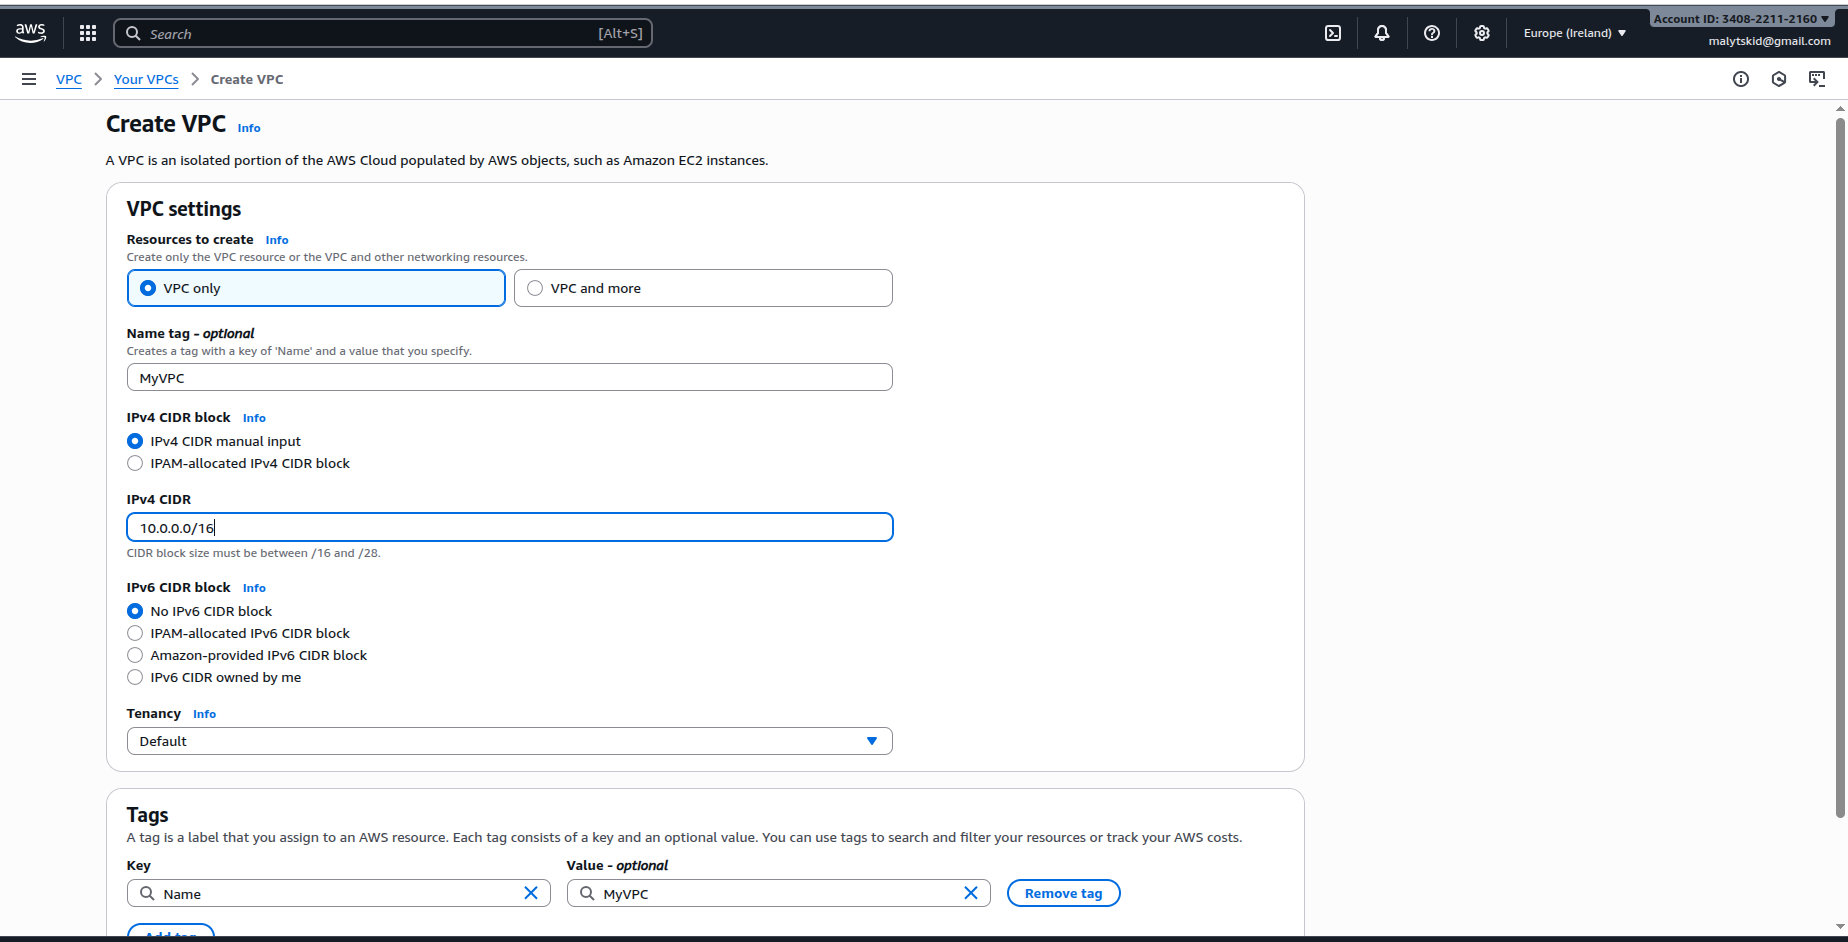 aws
Search [Alt+S]
Europe (Ireland)
Account ID: 3408-2211-2160
malytskid@gmail.com
VPC
Your VPCs
Create VPC
Create VPC Info
A VPC is an isolated portion of the AWS Cloud populated by AWS objects, such as Amazon EC2 instances.
VPC settings
Resources to create Info
Create only the VPC resource or the VPC and other networking resources.
VPC only
VPC and more
Name tag – optional
Creates a tag with a key of 'Name' and a value that you specify.
MyVPC
IPv4 CIDR block Info
IPv4 CIDR manual input
IPAM-allocated IPv4 CIDR block
IPv4 CIDR
10.0.0.0/16
CIDR block size must be between /16 and /28.
IPv6 CIDR block Info
No IPv6 CIDR block
IPAM-allocated IPv6 CIDR block
Amazon-provided IPv6 CIDR block
IPv6 CIDR owned by me
Tenancy Info
Default
Tags
A tag is a label that you assign to an AWS resource. Each tag consists of a key and an optional value. You can use tags to search and filter your resources or track your AWS costs.
Key
Value – optional
Name
MyVPC
Remove tag
Add tag